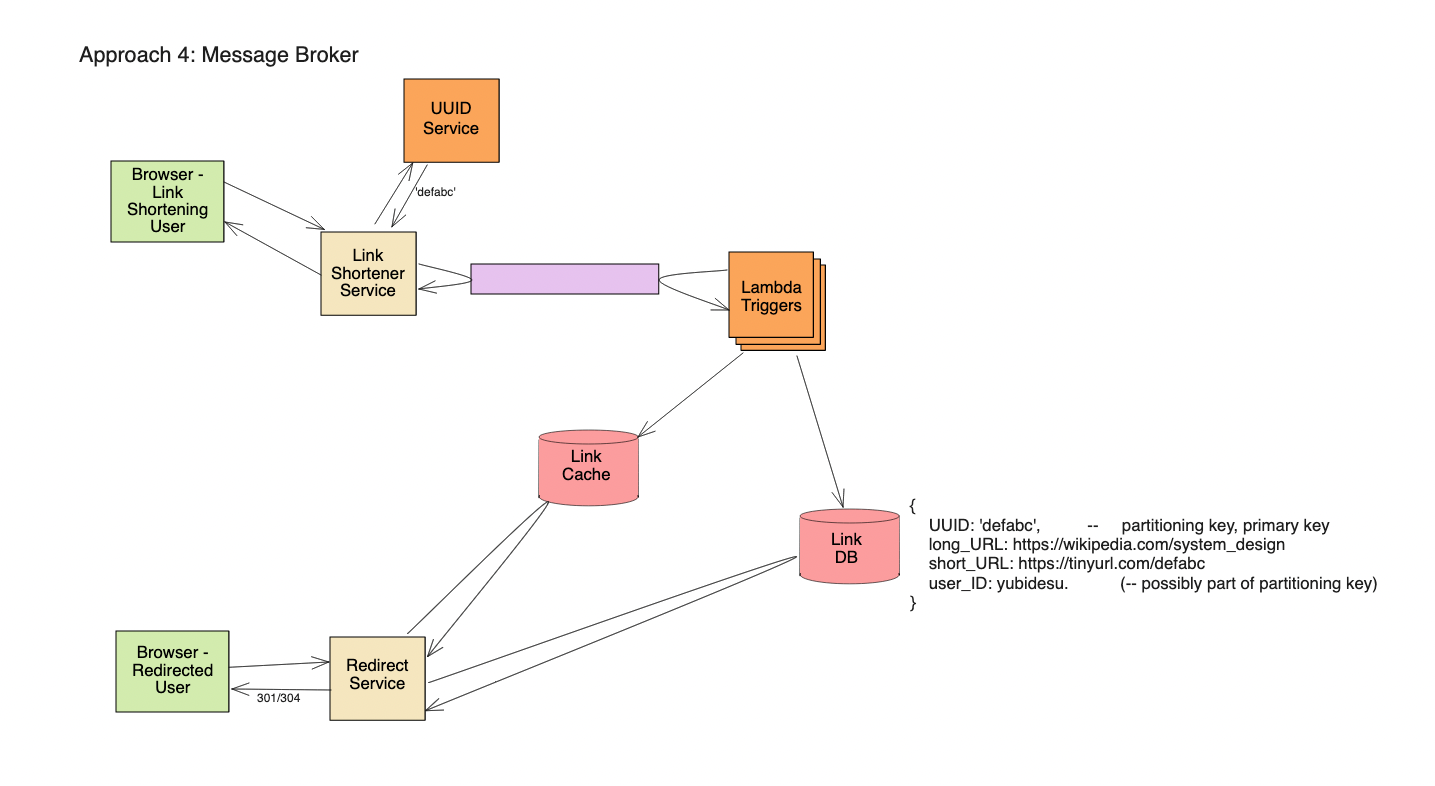 Approach 4: Message Broker
UUID
Service
Browser -
Link
Shortening
User
'defabc'
Link
Shortener
Service
Lambda
Triggers
Link
Cache
Link
DB
{
UUID: 'defabc', -- partitioning key, primary key
long_URL: https://wikipedia.com/system_design
short_URL: https://tinyurl.com/defabc
user_ID: yubidesu. (-- possibly part of partitioning key)
}
Browser -
Redirected
User
301/304
Redirect
Service